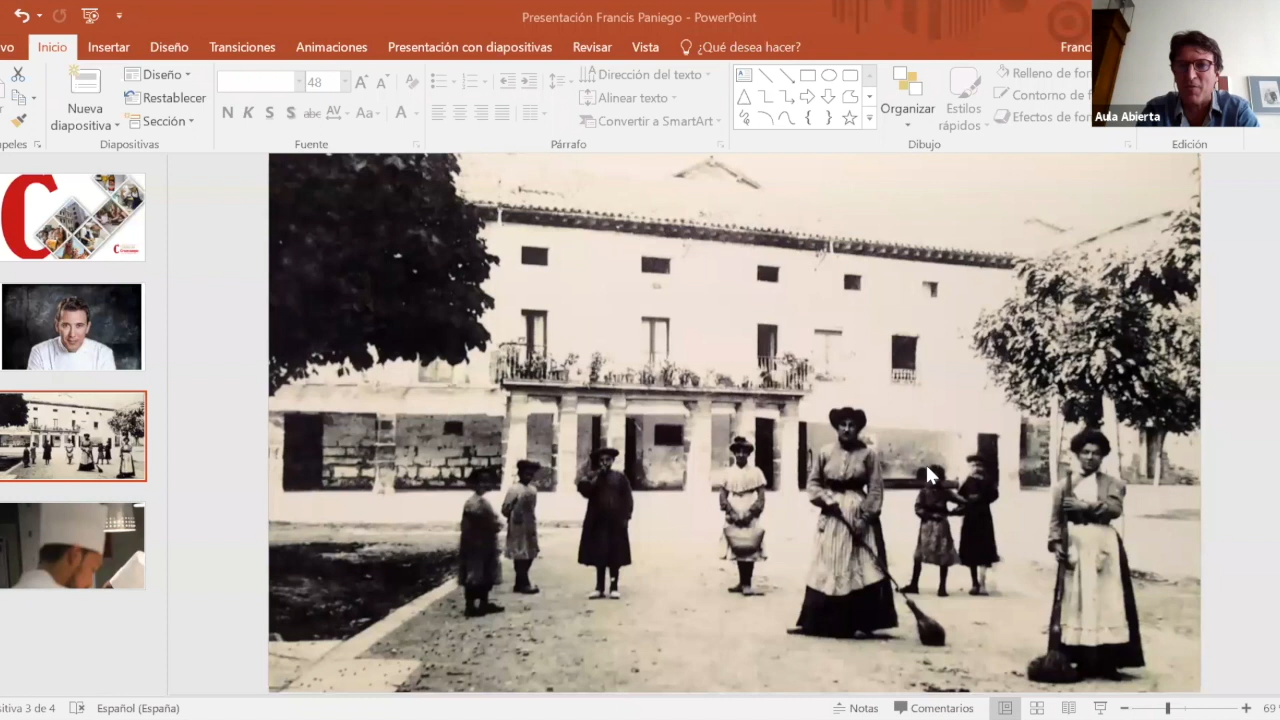 Presentación Francis Paniego - PowerPoint
vo Inicio Insertar Diseño Transiciones Animaciones Presentación con diapositivas Revisar Vista ¿Qué desea hacer? Franc
Nueva
diapositiva
Diseño
Restablecer
Sección
48
N K S S abc AV Aa A
Dirección del texto
Alinear texto
Convertir a SmartArt
Organizar
Estilos
rápidos
Relleno de for
Contorno de f
Efectos de for
Aula Abierta
apeles Diapositivas Fuente Párrafo Dibujo Edición
C
sitiva 3 de 4 Español (España) Notas Comentarios 69